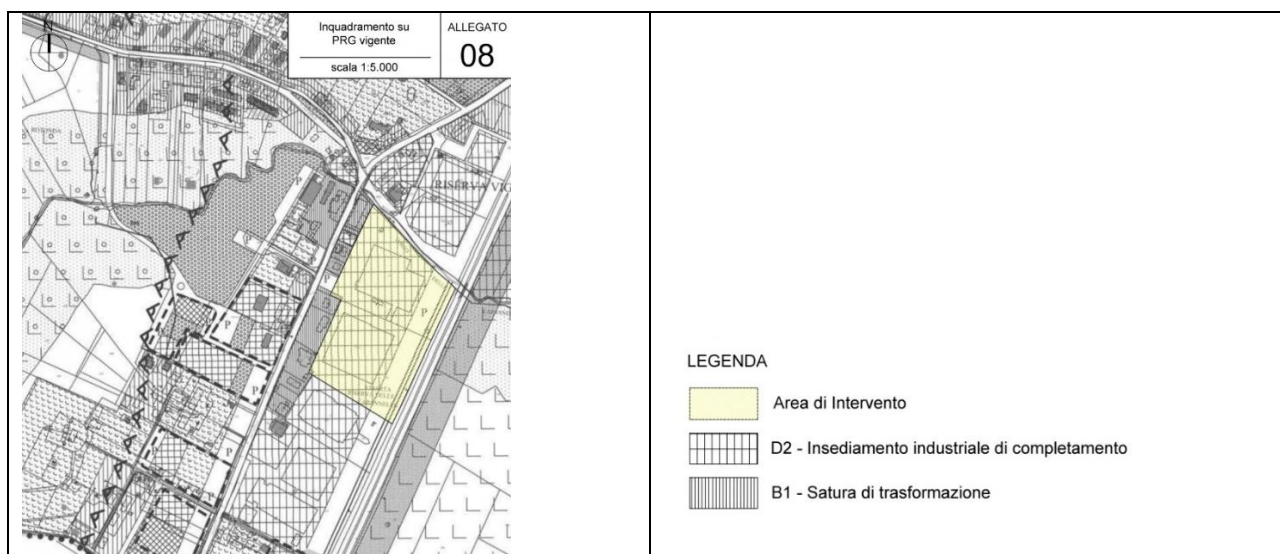 N
Inquadramento su
PRG vigente
scala 1:5.000
ALLEGATO
08
RISERVA VIG
P
P
P
P
P
P
P
P
P
LEGENDA
Area di Intervento
D2 - Insediamento industriale di completamento
B1 - Satura di trasformazione